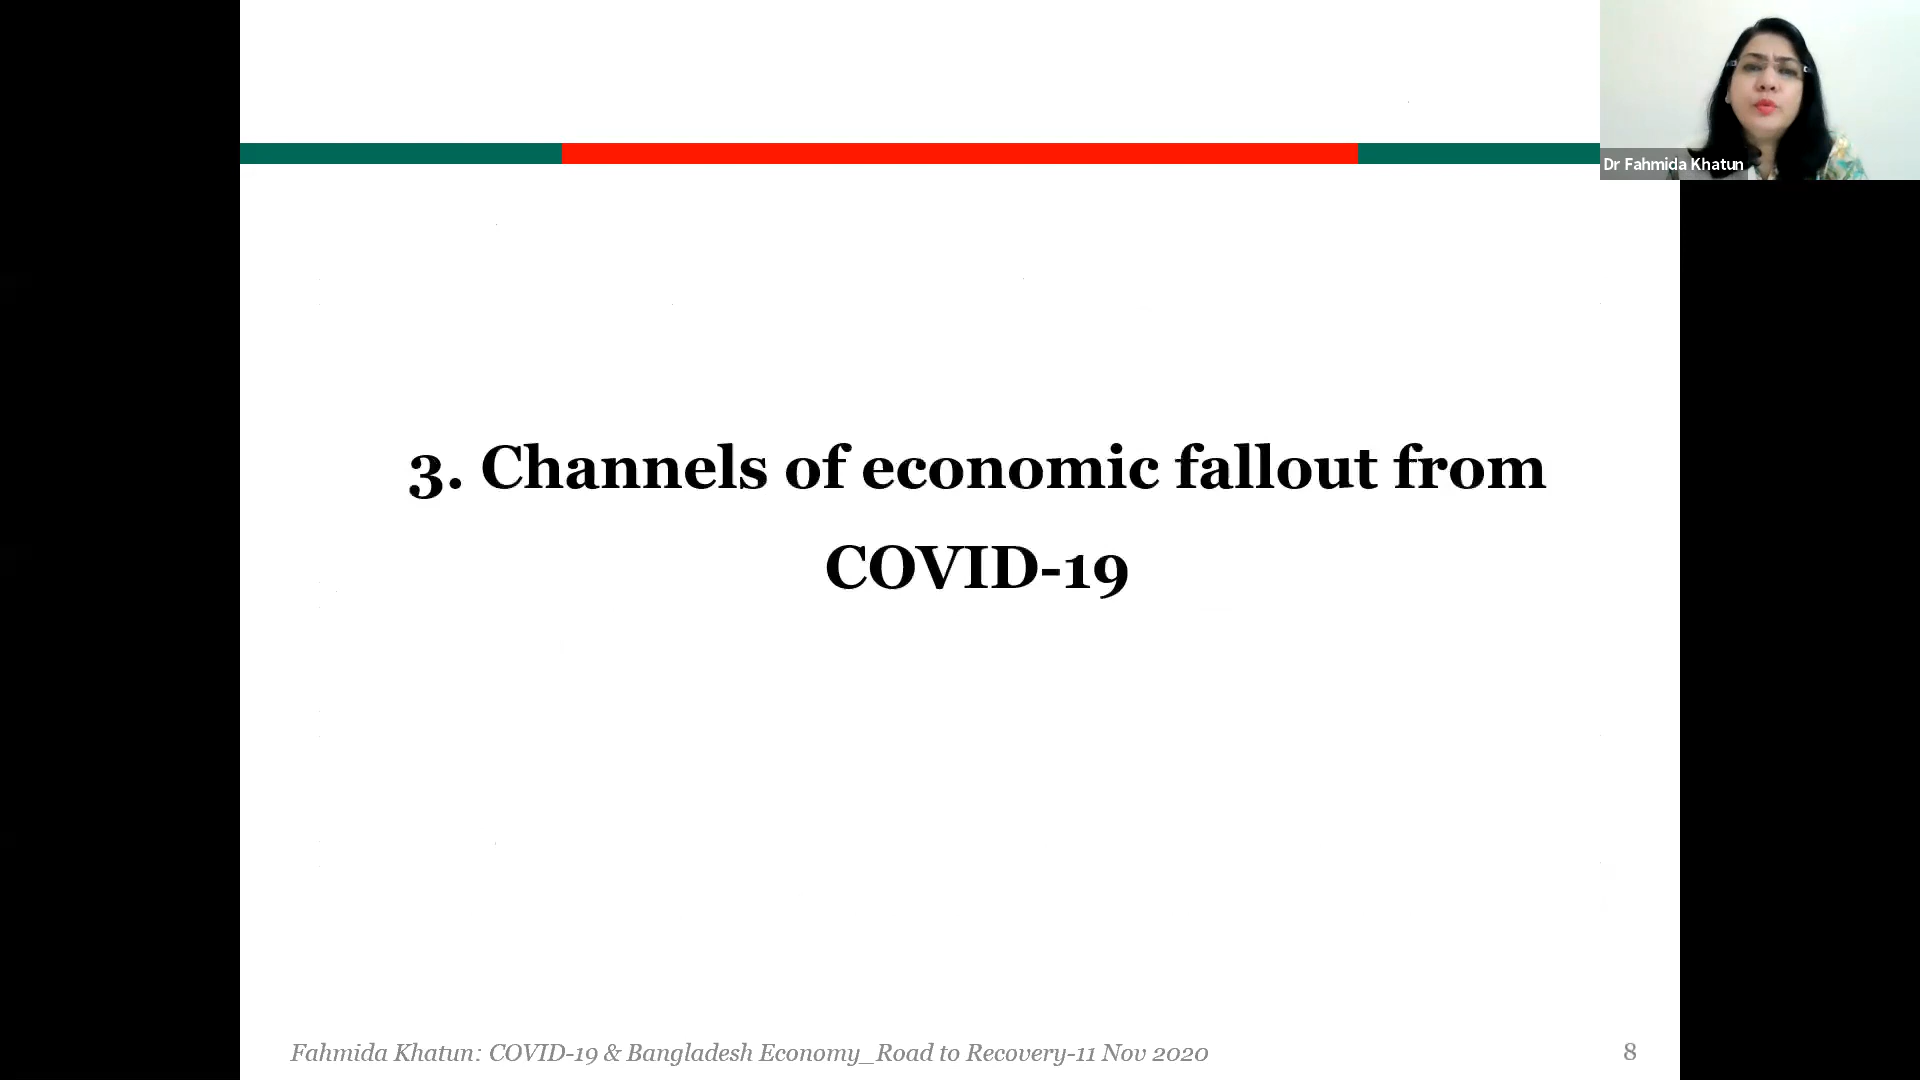 Dr Fahmida Khatun
3. Channels of economic fallout from
COVID-19
Fahmida Khatun: COVID-19 & Bangladesh Economy_Road to Recovery-11 Nov 2020
8